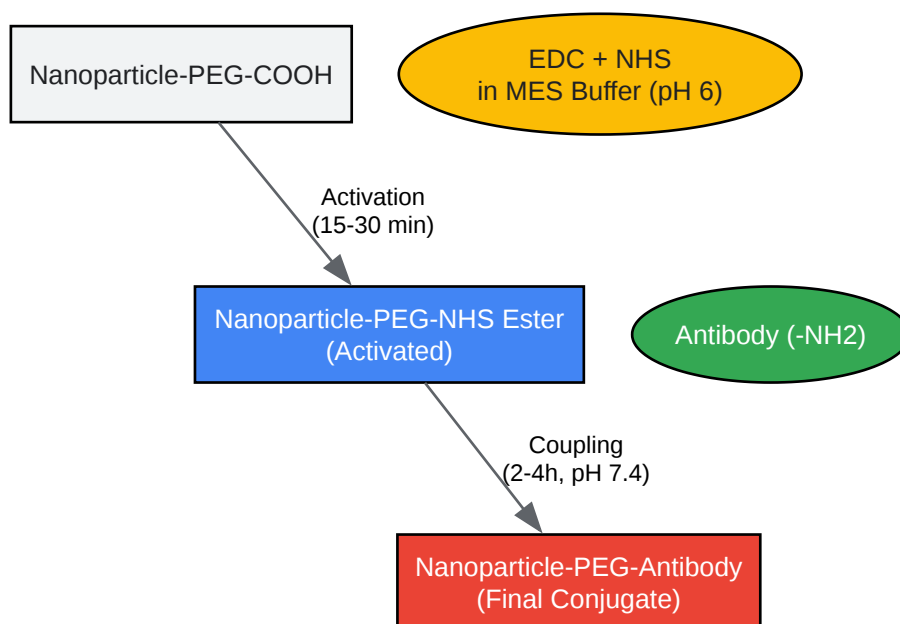 Nanoparticle-PEG-COOH
EDC + NHS
in MES Buffer (pH 6)
Activation
(15-30 min)
Nanoparticle-PEG-NHS Ester
(Activated)
Antibody (-NH2)
Coupling
(2-4h, pH 7.4)
Nanoparticle-PEG-Antibody
(Final Conjugate)